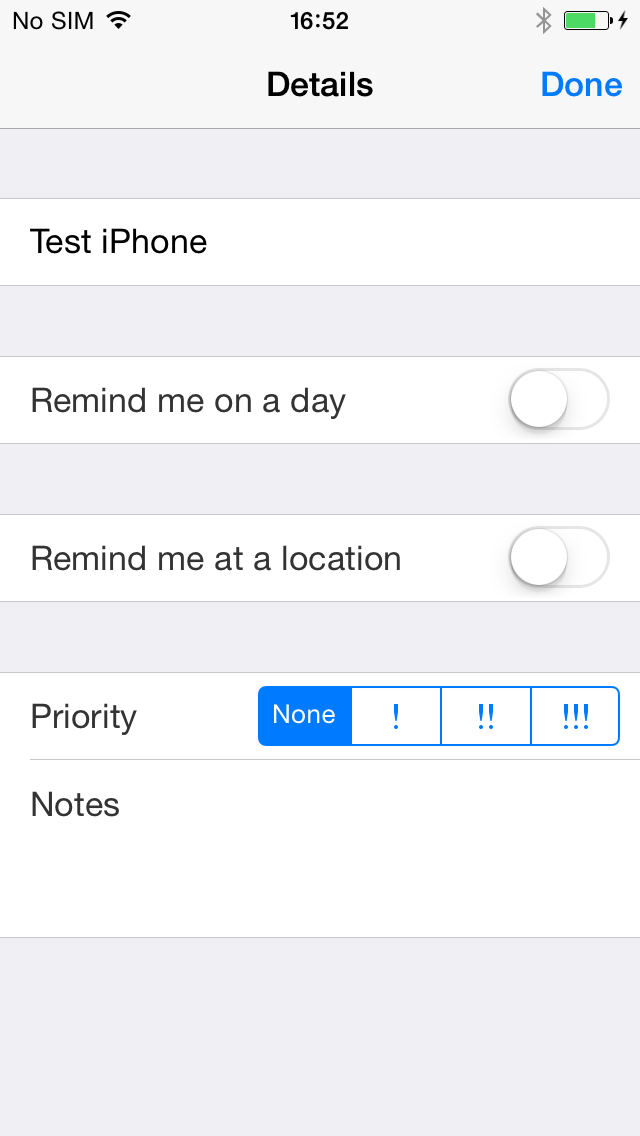 No SIM 16:52
Details Done
Test iPhone
Remind me on a day
Remind me at a location
Priority None ! !! !!!
Notes